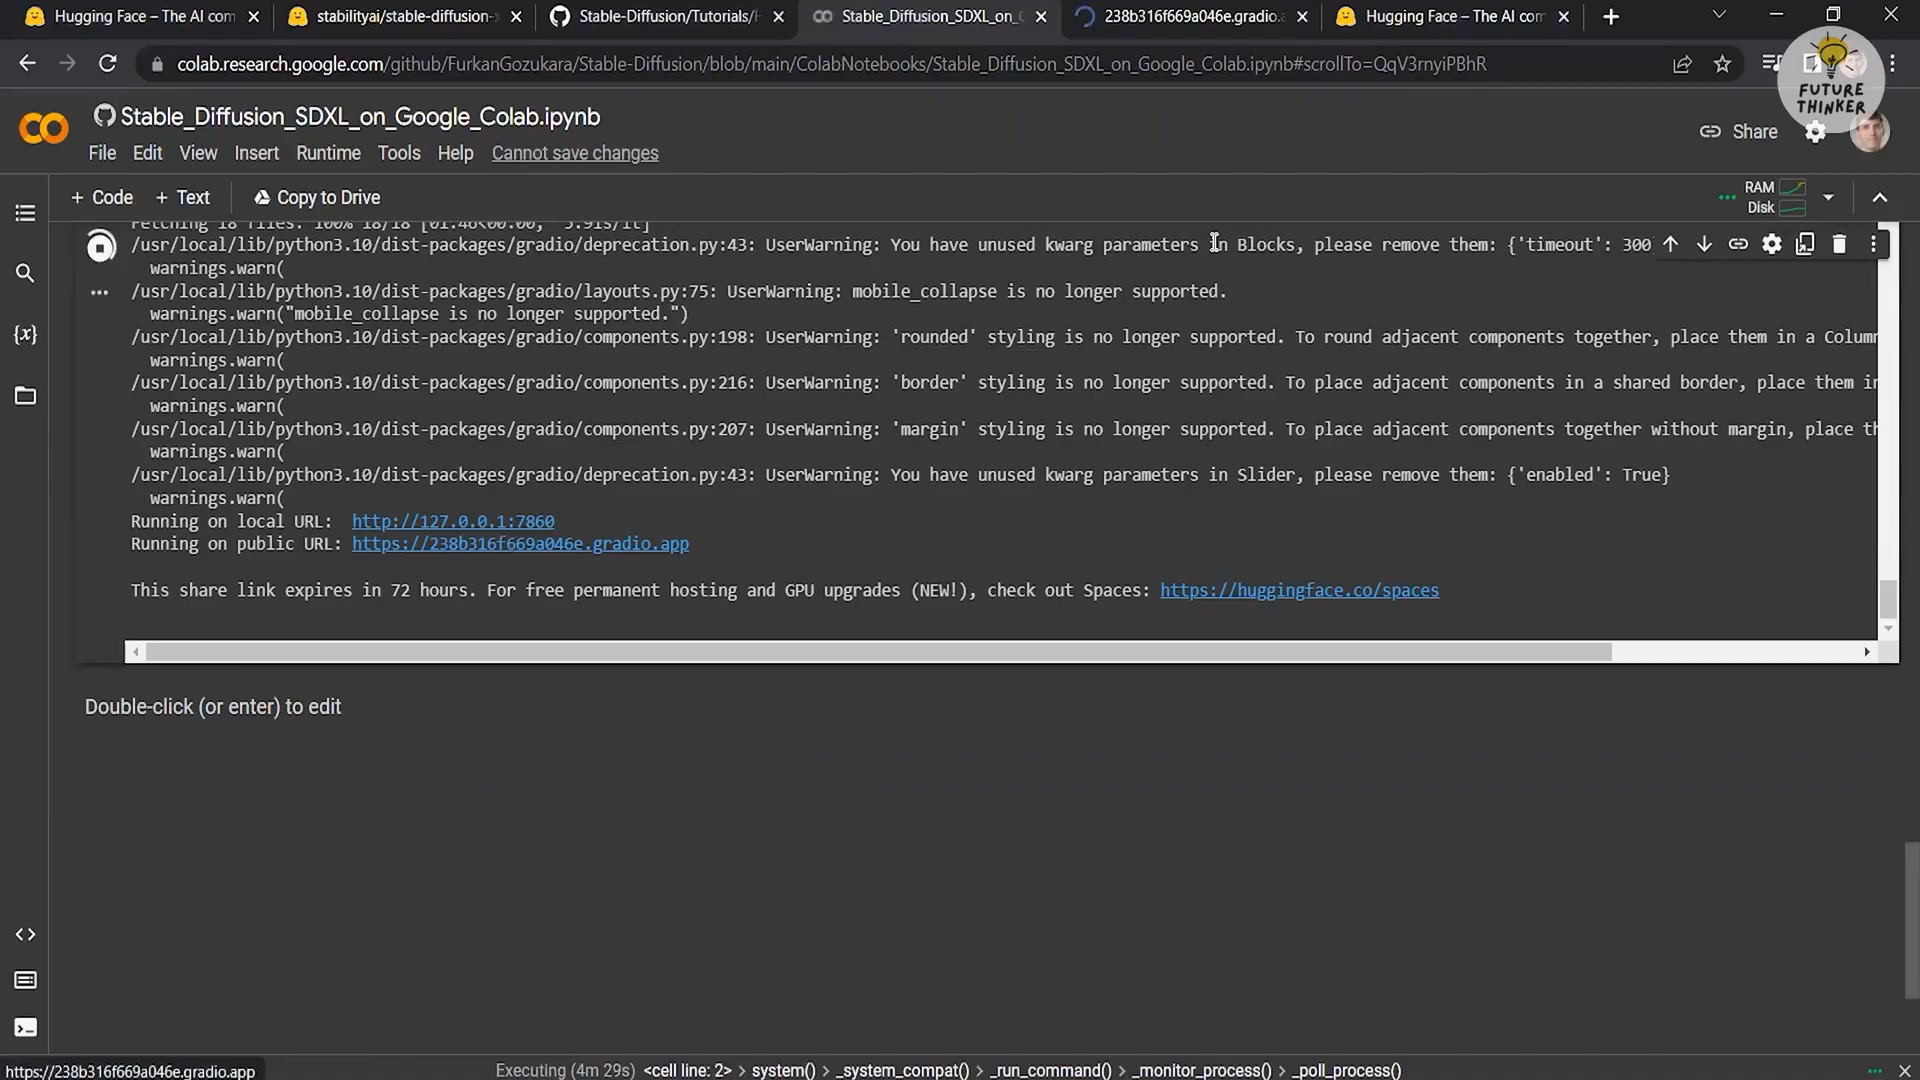 Hugging Face – The AI com
stabilityai/stable-diffusion-
Stable-Diffusion/Tutorials/
Stable_Diffusion_SDXL_on_
238b316f669a046e.gradio.
Hugging Face – The AI com
colab.research.google.com/github/FurkanGozukara/Stable-Diffusion/blob/main/ColabNotebooks/Stable_Diffusion_SDXL_on_Google_Colab.ipynb#scrollTo=QqV3rnyiPBhR
FUTURE
THINKER
Stable_Diffusion_SDXL_on_Google_Colab.ipynb
Share
File Edit View Insert Runtime Tools Help Cannot save changes
+ Code + Text Copy to Drive
RAM
Disk
Fetching 18 files: 100% 18/18 [01:46<00:00, 5.91s/it]
/usr/local/lib/python3.10/dist-packages/gradio/deprecation.py:43: UserWarning: You have unused kwarg parameters in Blocks, please remove them: {'timeout': 300
warnings.warn(
/usr/local/lib/python3.10/dist-packages/gradio/layouts.py:75: UserWarning: mobile_collapse is no longer supported.
warnings.warn("mobile_collapse is no longer supported.")
/usr/local/lib/python3.10/dist-packages/gradio/components.py:198: UserWarning: 'rounded' styling is no longer supported. To round adjacent components together, place them in a Column
warnings.warn(
/usr/local/lib/python3.10/dist-packages/gradio/components.py:216: UserWarning: 'border' styling is no longer supported. To place adjacent components in a shared border, place them in
warnings.warn(
/usr/local/lib/python3.10/dist-packages/gradio/components.py:207: UserWarning: 'margin' styling is no longer supported. To place adjacent components together without margin, place th
warnings.warn(
/usr/local/lib/python3.10/dist-packages/gradio/deprecation.py:43: UserWarning: You have unused kwarg parameters in Slider, please remove them: {'enabled': True}
warnings.warn(
Running on local URL: http://127.0.0.1:7860
Running on public URL: https://238b316f669a046e.gradio.app
This share link expires in 72 hours. For free permanent hosting and GPU upgrades (NEW!), check out Spaces: https://huggingface.co/spaces
Double-click (or enter) to edit
https://238b316f669a046e.gradio.app
Executing (4m 29s) <cell line: 2> > system() > _system_compat() > _run_command() > _monitor_process() > _poll_process()